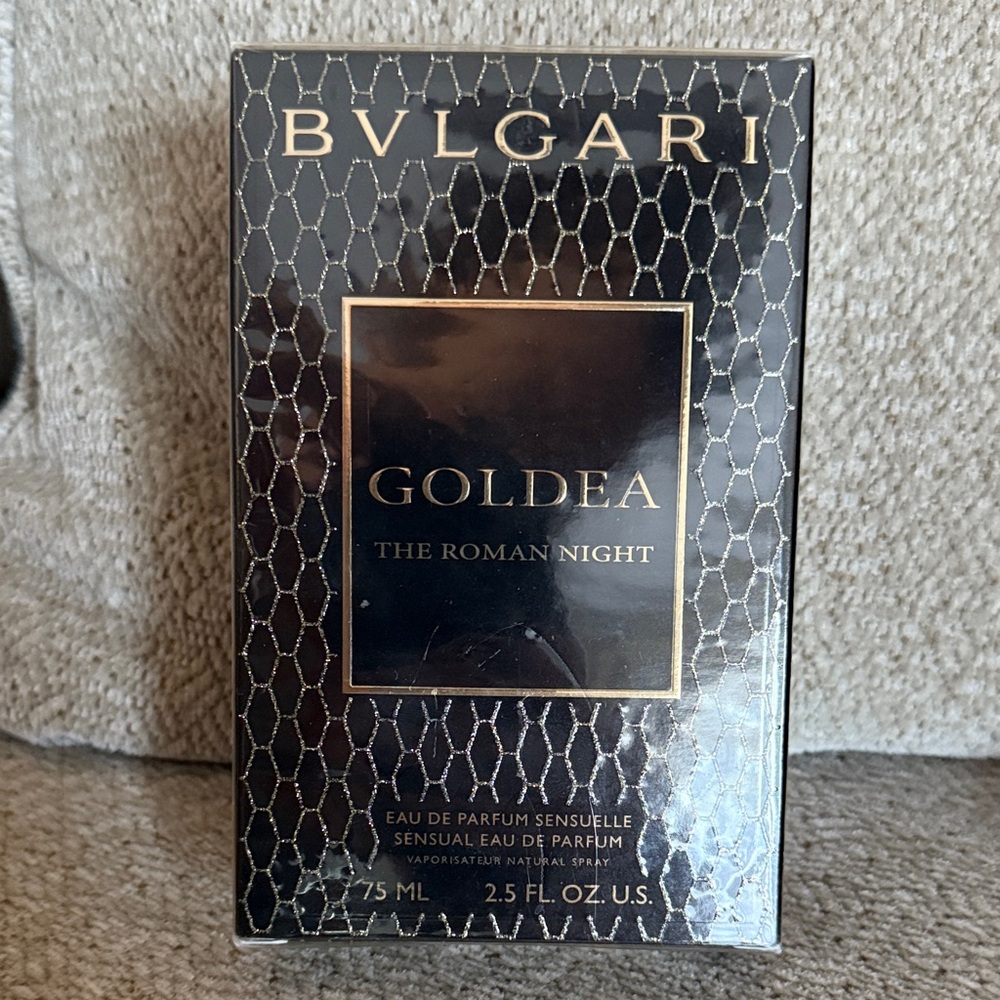 BVLGARI
GOLDEA
THE ROMAN NIGHT
EAU DE PARFUM SENSUELLE
SENSUAL EAU DE PARFUM
VAPORISATEUR NATURAL SPRAY
75 ML 2.5 FL. OZ. U.S.